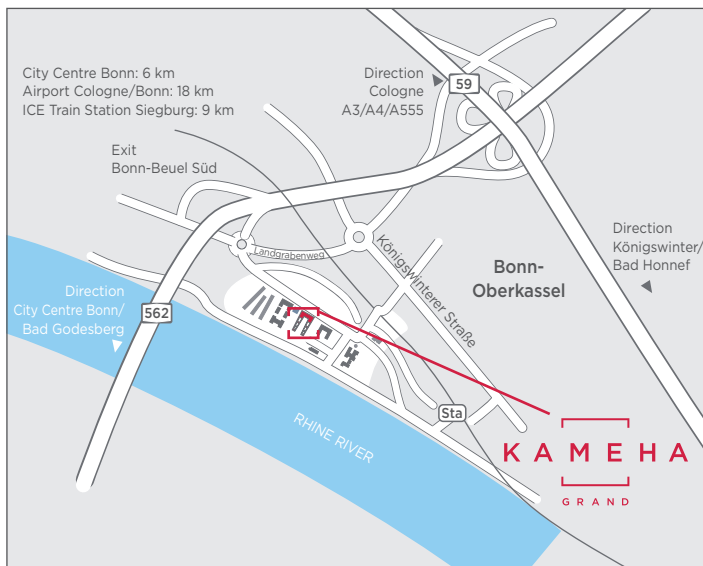 City Centre Bonn: 6 km
Airport Cologne/Bonn: 18 km
ICE Train Station Siegburg: 9 km
Direction
Cologne
A3/A4/A555
59
Exit
Bonn-Beuel Süd
Landgrabenweg
Königswinterer Straße
Bonn-
Oberkassel
Direction
Königswinter/
Bad Honnef
Direction
City Centre Bonn/
Bad Godesberg
562
Sta
RHINE RIVER
KAMEHA
GRAND